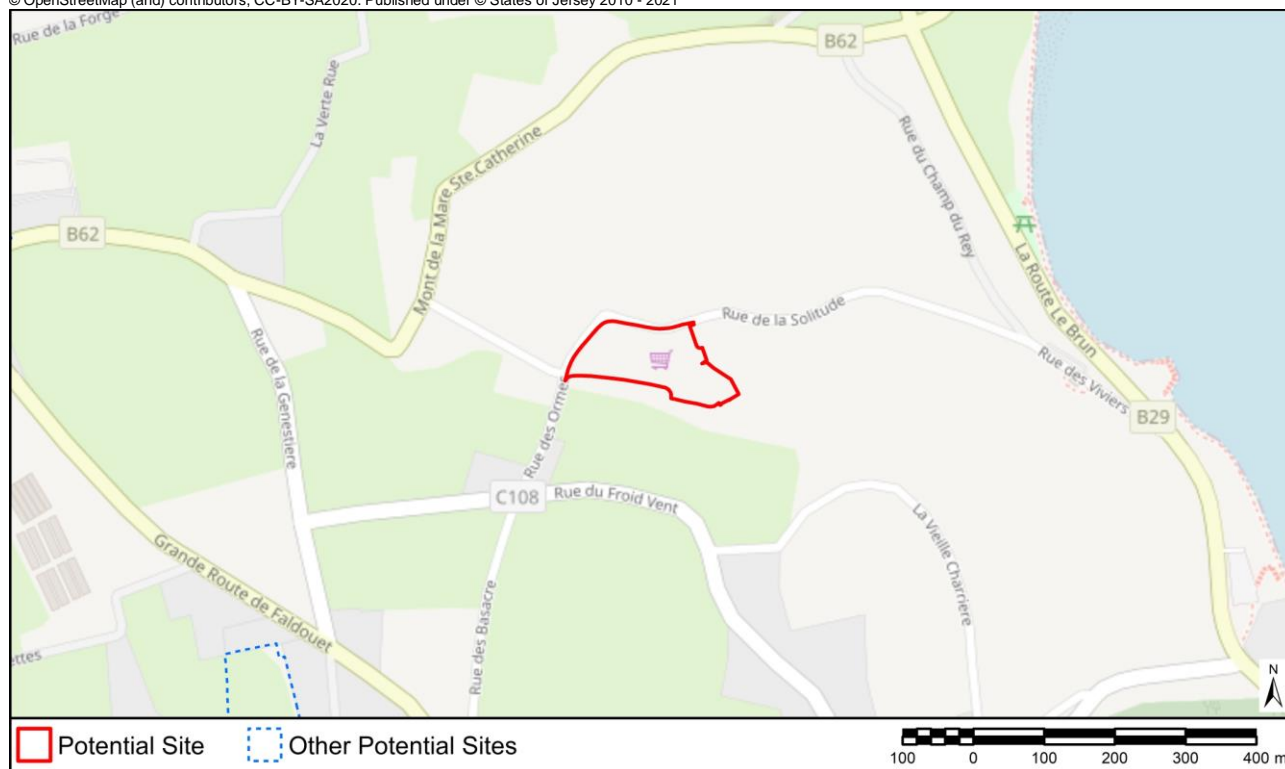 © OpenStreetMap (and) contributors, CC-BY-SA2020. Published under © States of Jersey 2010 - 2021
Rue de la Forge
B62
La Verte Rue
Mont de la Mare Ste.Catherine
Rue du Champ du Rey
B62
La Route Le Brun
Rue de la Solitude
Rue de la Genestiere
Rue des Viviers
Rue des Orme
B29
C108
Rue du Froid Vent
La Vieille Charriere
Grande Route de Faldouet
Rue des Basacre
ettes
N
Potential Site
Other Potential Sites
100 0 100 200 300 400 m